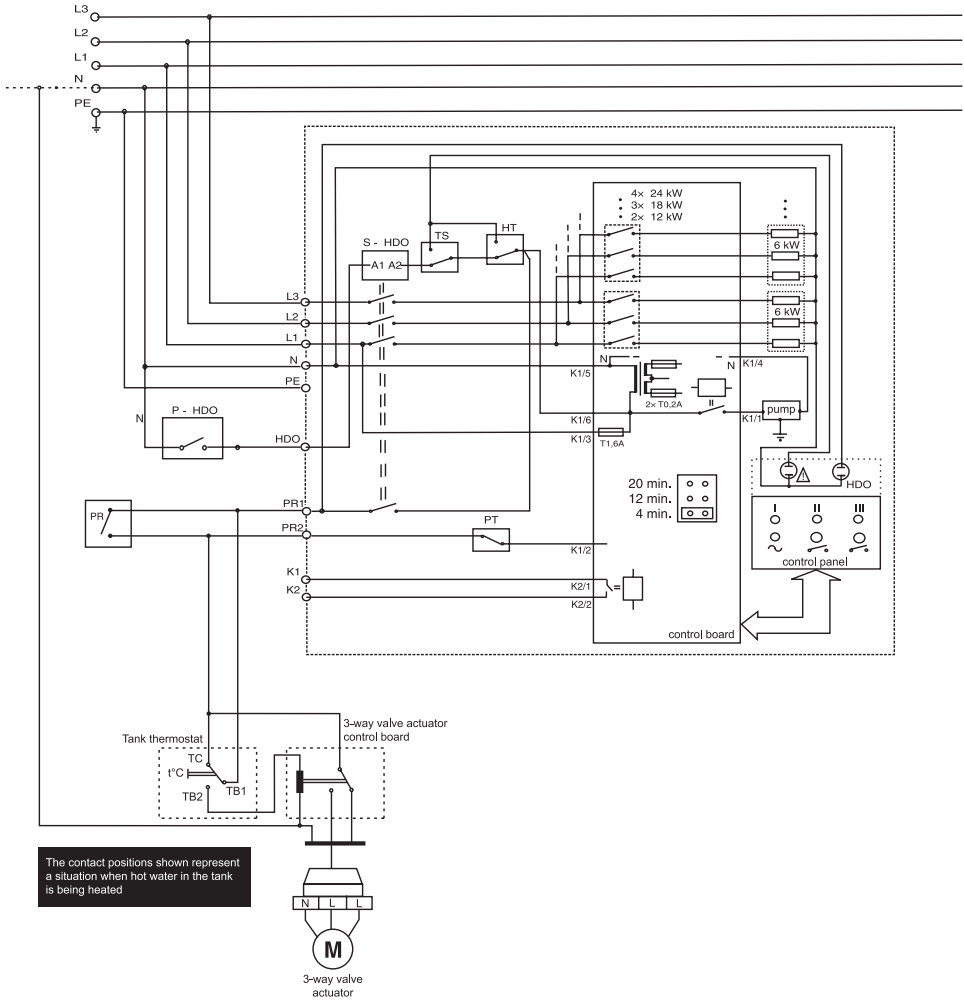 L3
L2
L1
N
PE
4× 24 kW
3× 18 kW
2× 12 kW
S - HDO
TS
HT
A1 A2
6 kW
L3
6 kW
L2
L1
N
N
N
K1/4
K1/5
PE
2× T0,2A
P - HDO
N
K1/6
K1/1
pump
HDO
K1/3
T1,6A
20 min.
12 min.
4 min.
HDO
PR1
PR
PT
I
II
III
PR2
K1/2
control panel
K1
K2/1
K2
K2/2
control board
3-way valve actuator
control board
Tank thermostat
TC
t°C
TB1
TB2
The contact positions shown represent
a situation when hot water in the tank
is being heated
N L L
M
3-way valve
actuator